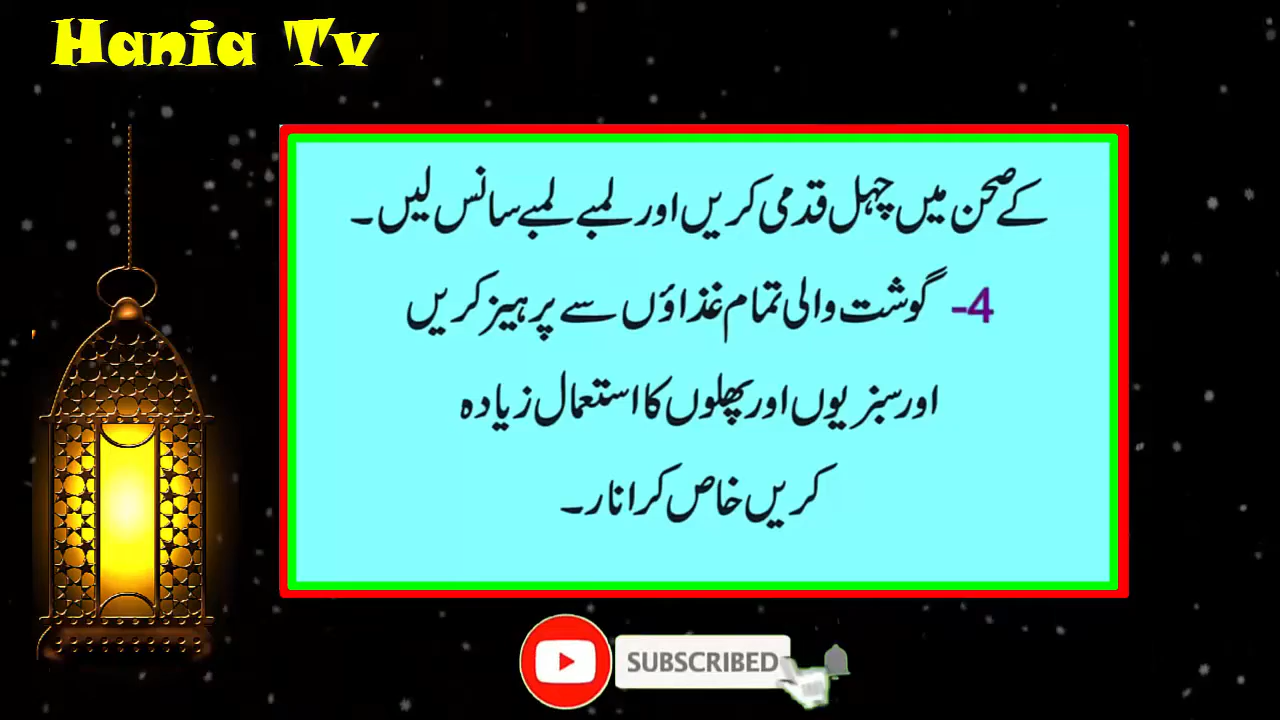 Hania Tv
کے صحن میں چہل قدمی کریں اور لمبے لمبے سانس لیں۔
4- گوشت والی تمام غذاؤں سے پرہیز کریں
اور سبزیوں اور پھلوں کا استعمال زیادہ
کریں خاص کر انار۔
SUBSCRIBED